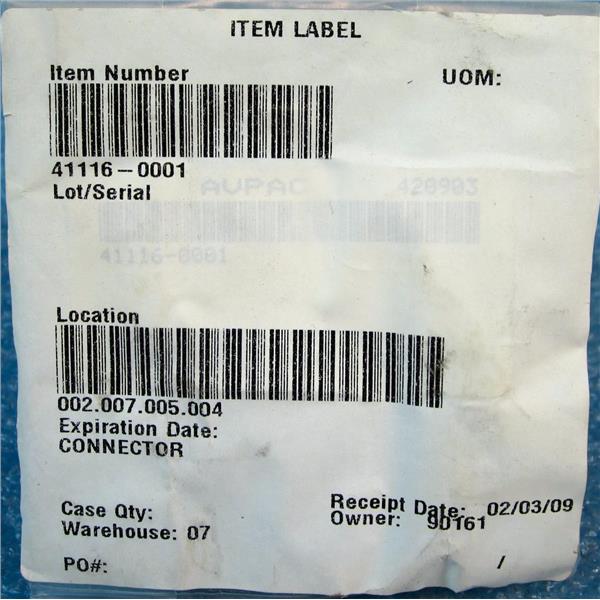 ITEM LABEL
Item Number UOM:
41116-0001
Lot/Serial
AVPAC 420903
41116-0001
Location
002.007.005.004
Expiration Date:
CONNECTOR
Case Qty: Receipt Date: 02/03/09
Warehouse: 07 Owner: 90161
PO#: /